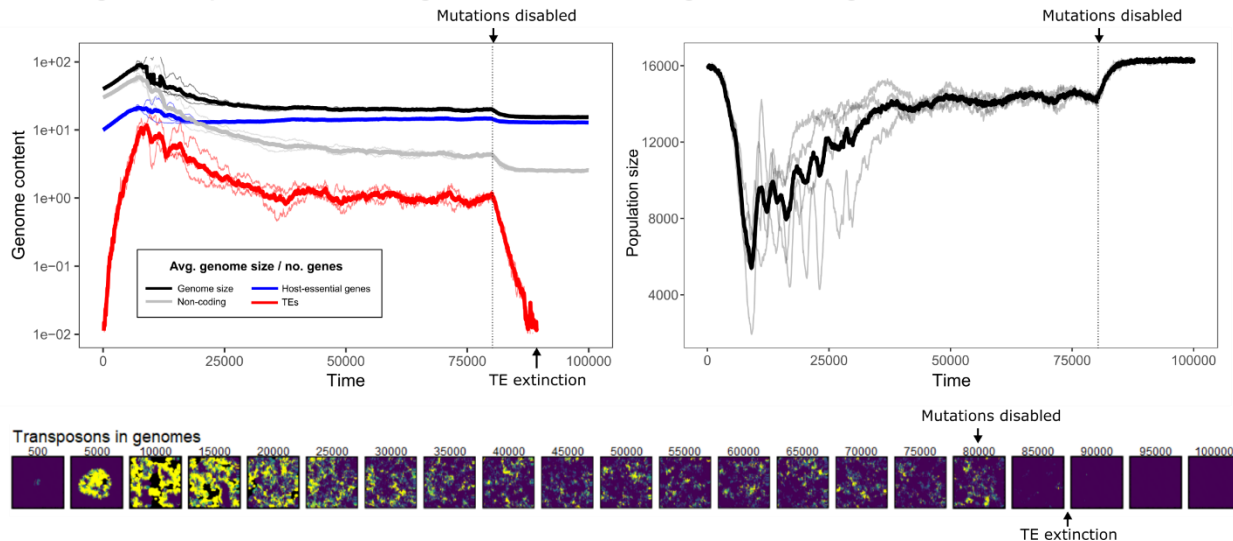 Mutations disabled
Mutations disabled
1e+02
1e+01
1e+00
1e−01
1e−02
Genome content
Avg. genome size / no. genes
Genome size
Host-essential genes
Non-coding
TEs
0
25000
50000
75000
100000
Time
TE extinction
16000
12000
8000
4000
Population size
0
25000
50000
75000
100000
Time
Mutations disabled
Transposons in genomes
500 5000 10000 15000 20000 25000 30000 35000 40000 45000 50000 55000 60000 65000 70000 75000 80000 85000 90000 95000 100000
TE extinction